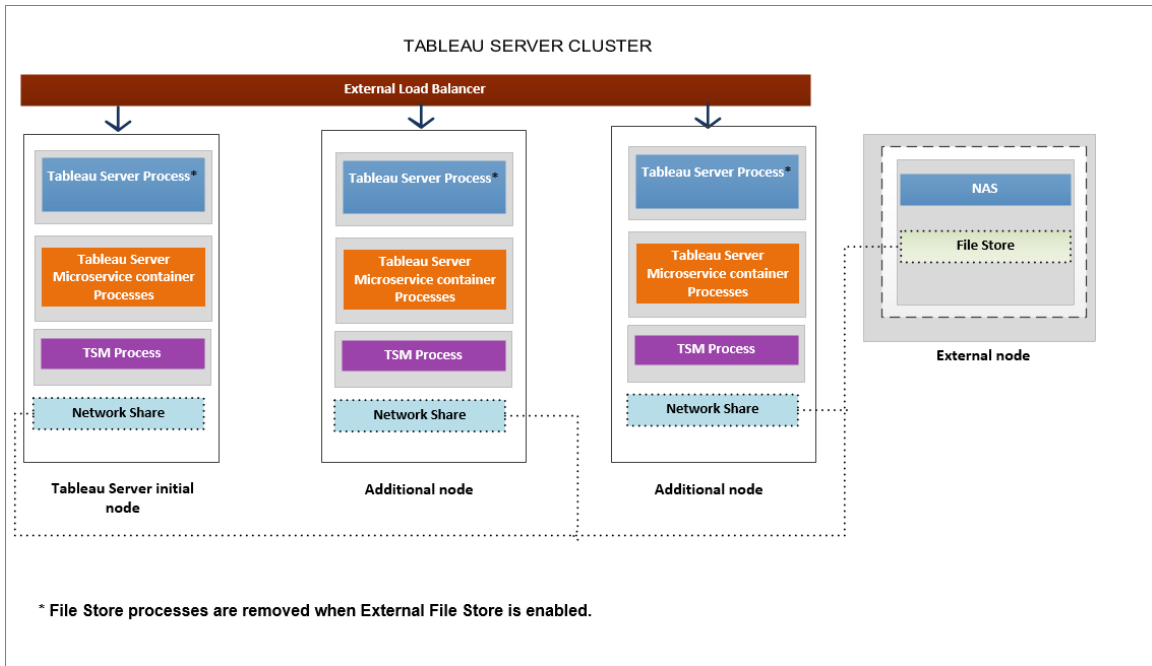 TABLEAU SERVER CLUSTER
External Load Balancer
Tableau Server Process*
Tableau Server
Microservice container
Processes
TSM Process
Network Share
Tableau Server initial
node
Tableau Server Process*
Tableau Server
Microservice container
Processes
TSM Process
Network Share
Additional node
Tableau Server Process*
Tableau Server
Microservice container
Processes
TSM Process
Network Share
Additional node
NAS
File Store
External node
* File Store processes are removed when External File Store is enabled.